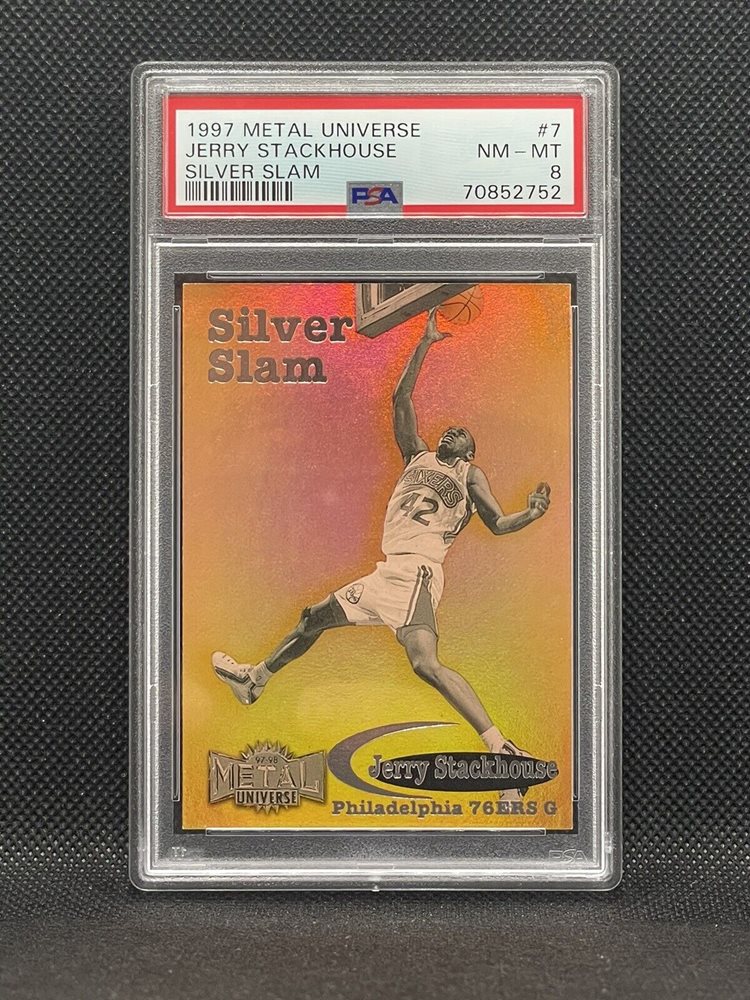 1997 METAL UNIVERSE #7
JERRY STACKHOUSE NM - MT
SILVER SLAM 8
PSA 70852752
Silver
Slam
SIXERS
42
97-98
METAL
UNIVERSE
Jerry Stackhouse
Philadelphia 76ERS G
PSA